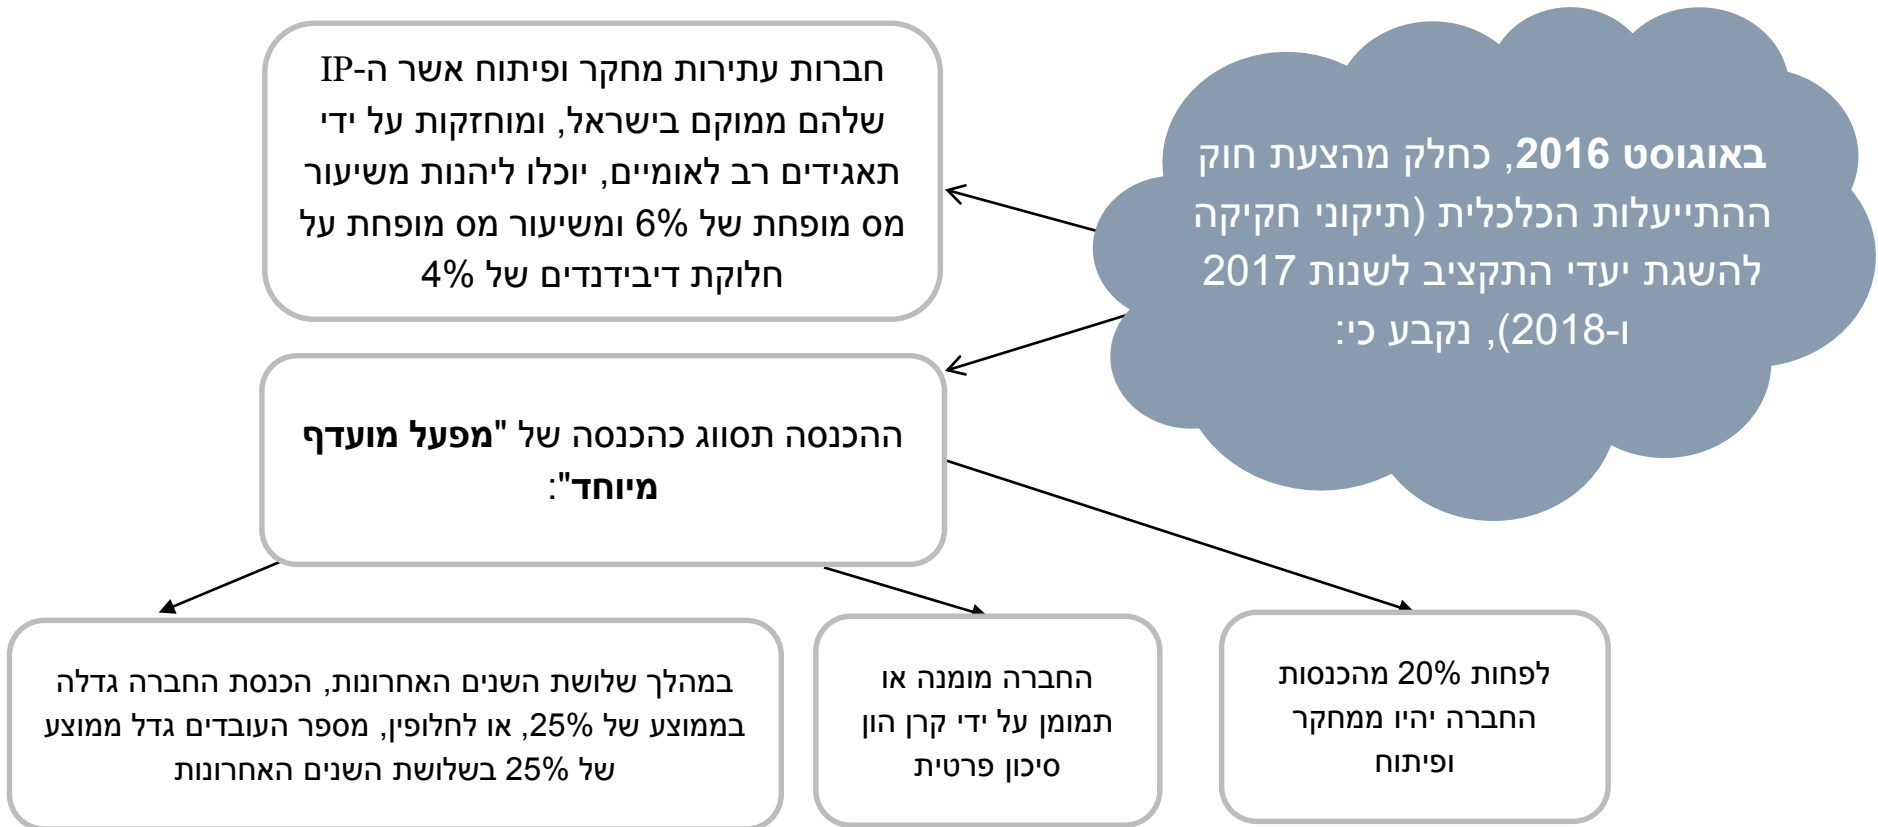 באוגוסט 2016, כחלק מהצעת חוק
ההתייעלות הכלכלית (תיקוני חקיקה
להשגת יעדי התקציב לשנות 2017
ו-2018), נקבע כי:
חברות עתירות מחקר ופיתוח אשר ה-IP
שלהם ממוקם בישראל, ומוחזקות על ידי
תאגידים רב לאומיים, יוכלו ליהנות משיעור
מס מופחת של 6% ומשיעור מס מופחת על
חלוקת דיבידנדים של 4%
ההכנסה תסווג כהכנסה של "מפעל מועדף
מיוחד":
לפחות 20% מהכנסות
החברה יהיו ממחקר
ופיתוח
החברה מומנה או
תמומן על ידי קרן הון
סיכון פרטית
במהלך שלושת השנים האחרונות, הכנסת החברה גדלה
בממוצע של 25%, או לחלופין, מספר העובדים גדל ממוצע
של 25% בשלושת השנים האחרונות